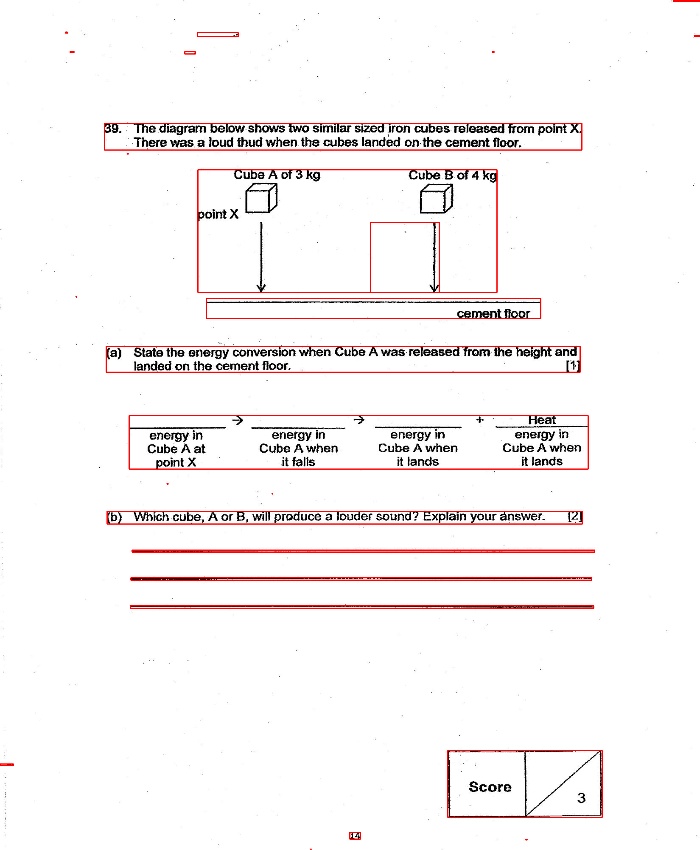 39. The diagram below shows two similar sized iron cubes released from point X.
There was a loud thud when the cubes landed on the cement floor.
Cube A of 3 kg Cube B of 4 kg
point X
cement floor
(a) State the energy conversion when Cube A was released from the height and
landed on the cement floor. [1]
→ → + Heat
energy in energy in energy in energy in
Cube A at Cube A when Cube A when Cube A when
point X it falls it lands it lands
(b) Which cube, A or B, will produce a louder sound? Explain your answer. [2]
Score 3
14